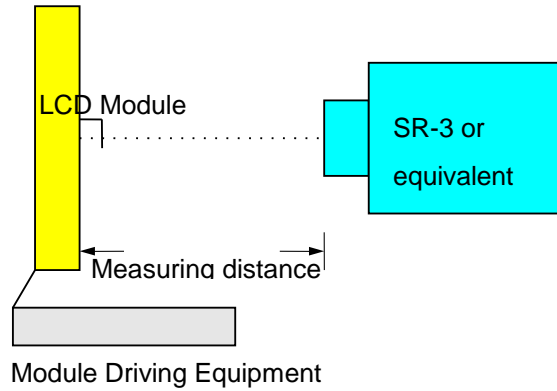 LCD Module
SR-3 or
equivalent
Measuring distance
Module Driving Equipment